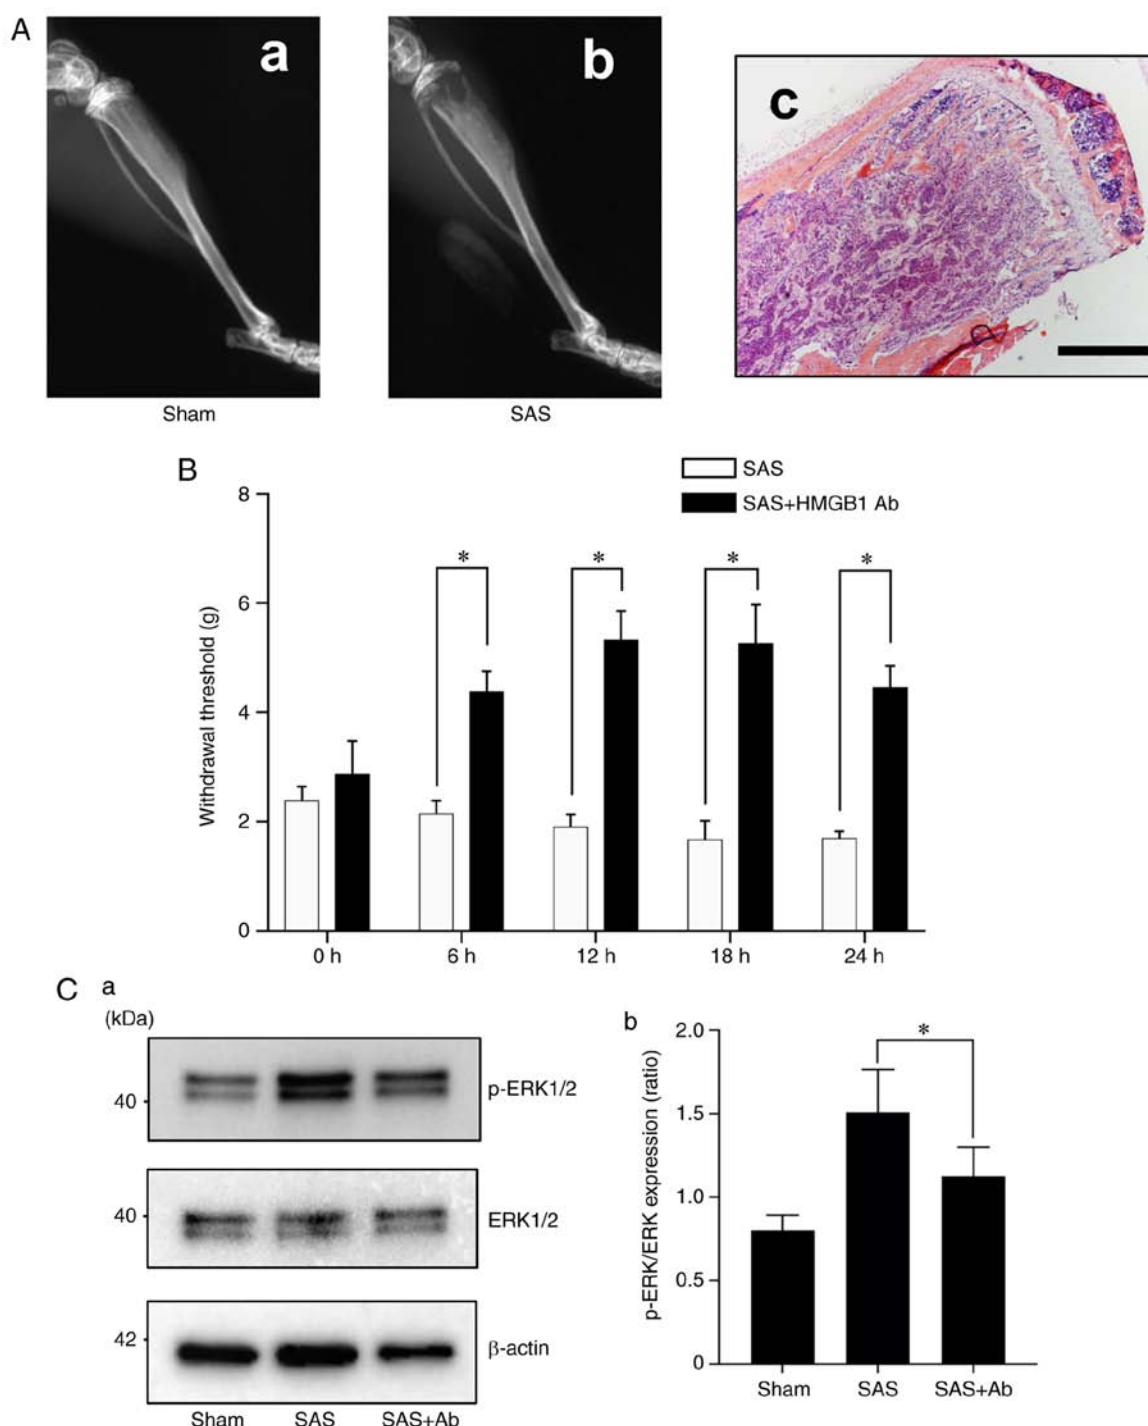 A
a
b
c
Sham
SAS
B
SAS
SAS+HMGB1 Ab
Withdrawal threshold (g)
8
6
4
2
0
*
*
*
*
0 h
6 h
12 h
18 h
24 h
C
a
(kDa)
40
p-ERK1/2
40
ERK1/2
42
β-actin
Sham
SAS
SAS+Ab
b
p-ERK/ERK expression (ratio)
2.0
1.5
1.0
0.5
0
*
Sham
SAS
SAS+Ab